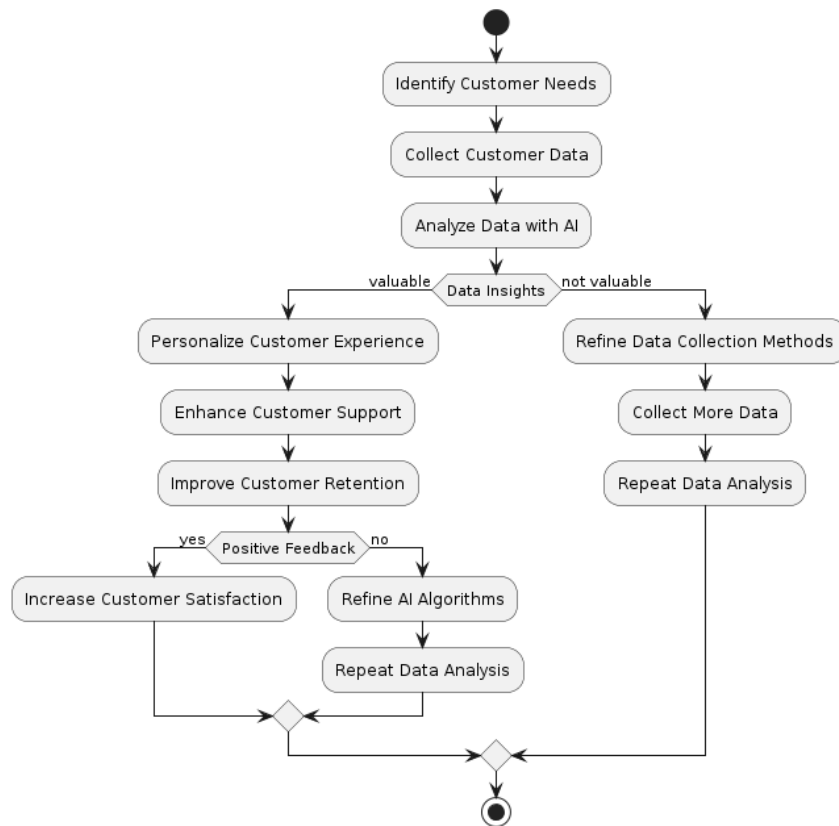 Identify Customer Needs
Collect Customer Data
Analyze Data with AI
valuable
Data Insights
not valuable
Personalize Customer Experience
Refine Data Collection Methods
Enhance Customer Support
Collect More Data
Improve Customer Retention
Repeat Data Analysis
yes
Positive Feedback
no
Increase Customer Satisfaction
Refine AI Algorithms
Repeat Data Analysis